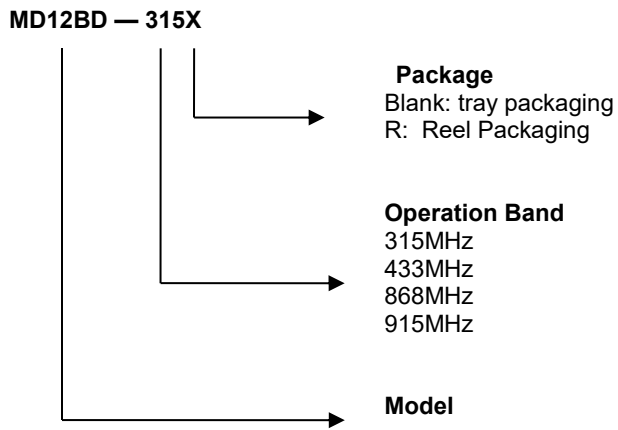 MD12BD — 315X
Package
Blank: tray packaging
R: Reel Packaging
Operation Band
315MHz
433MHz
868MHz
915MHz
Model